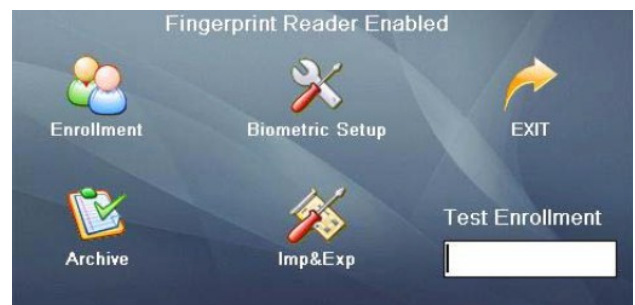 Fingerprint Reader Enabled
Enrollment
Biometric Setup
EXIT
Archive
Imp&Exp
Test Enrollment